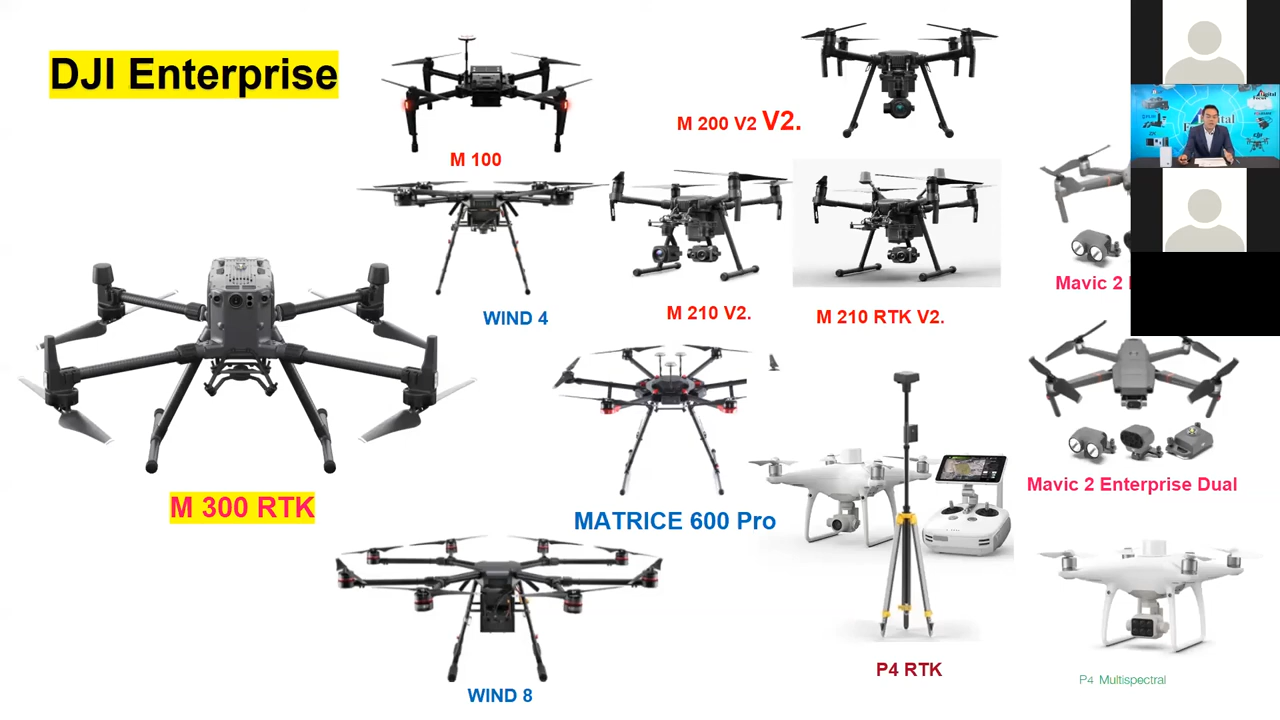 DJI Enterprise
M 100
M 200 V2 V2.
WIND 4
M 210 V2.
M 210 RTK V2.
Mavic 2
M 300 RTK
MATRICE 600 Pro
Mavic 2 Enterprise Dual
WIND 8
P4 RTK
P4 Multispectral